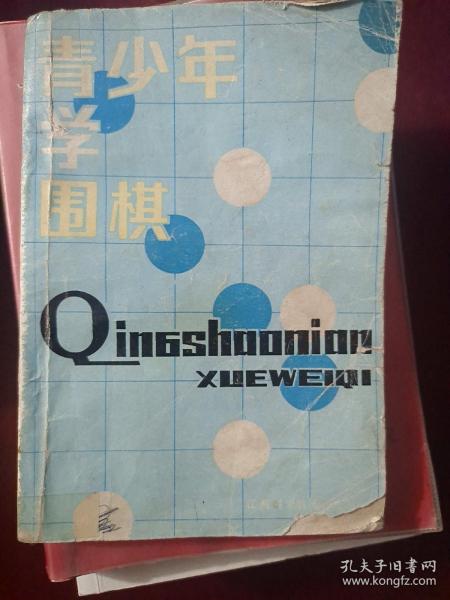 青少年
学
围棋
Qingshaonian
XUEWEIQI
孔夫子旧书网
www.kongfz.com